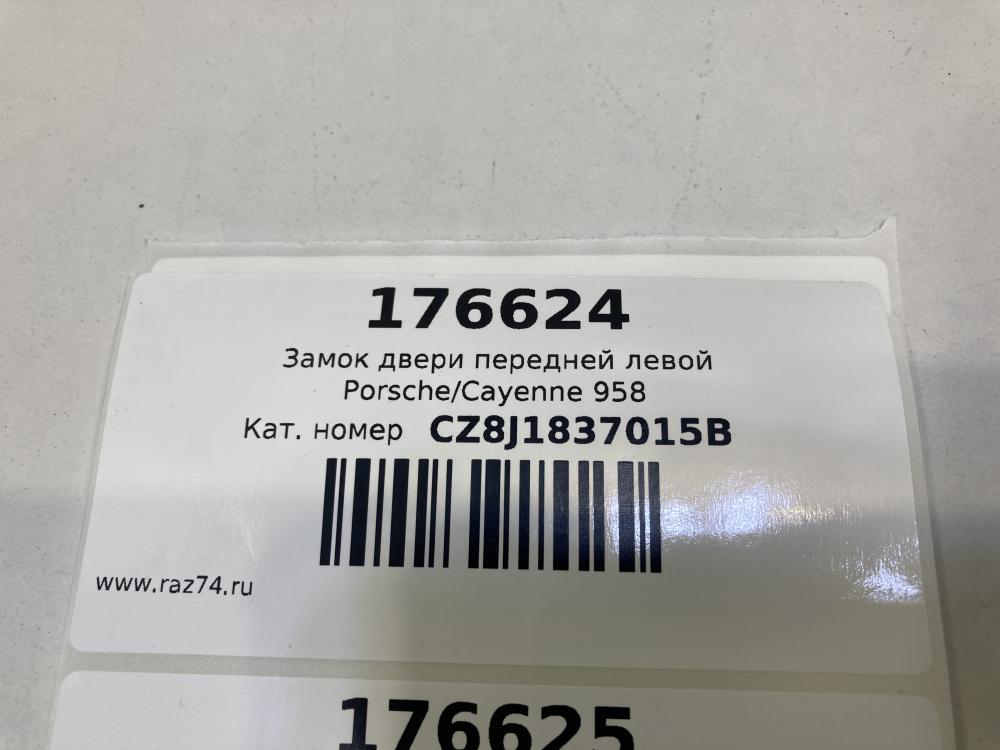 176624
Замок двери передней левой
Porsche/Cayenne 958
Кат. номер CZ8J1837015B
www.raz74.ru
176625